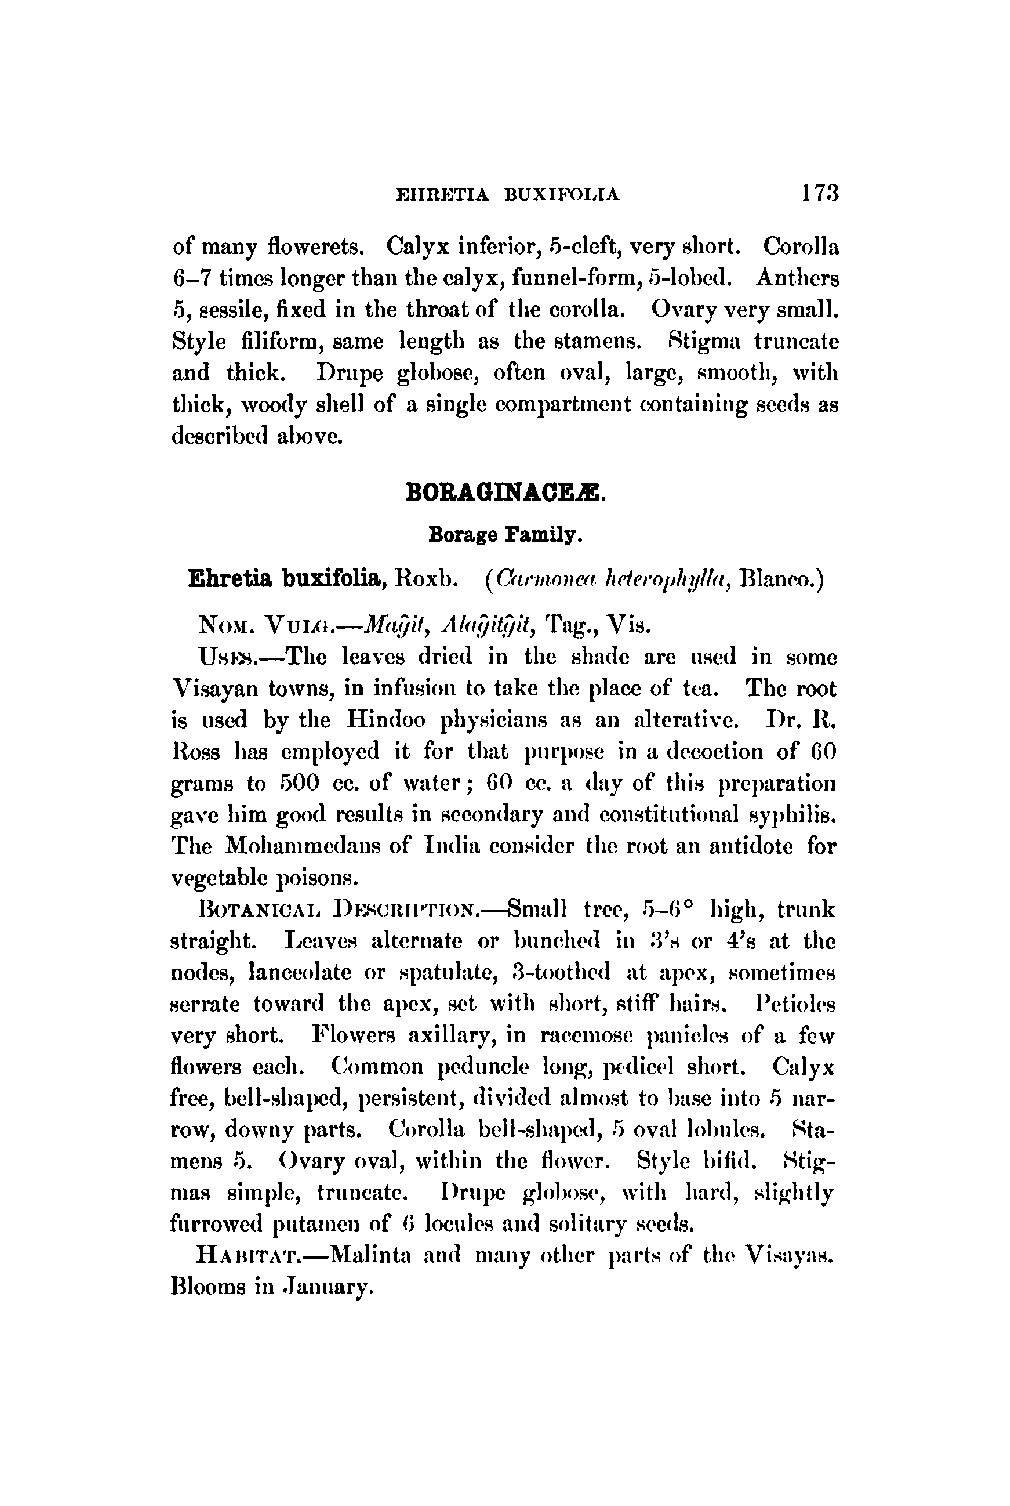 EHRETIA BUXIFOLIA 173
of many flowerets. Calyx inferior, 5-cleft, very short. Corolla
6–7 times longer than the calyx, funnel-form, 5-lobed. Anthers
5, sessile, fixed in the throat of the corolla. Ovary very small.
Style filiform, same length as the stamens. Stigma truncate
and thick. Drupe globose, often oval, large, smooth, with
thick, woody shell of a single compartment containing seeds as
described above.
BORAGINACEÆ.
Borage Family.
Ehretia buxifolia, Roxb. (Carmonea heterophylla, Blanco.)
NOM. VULG.—Maĝit, Alaĝitĝit, Tag., Vis.
USES.—The leaves dried in the shade are used in some
Visayan towns, in infusion to take the place of tea. The root
is used by the Hindoo physicians as an alterative. Dr. R.
Ross has employed it for that purpose in a decoction of 60
grams to 500 cc. of water; 60 cc. a day of this preparation
gave him good results in secondary and constitutional syphilis.
The Mohammedans of India consider the root an antidote for
vegetable poisons.
BOTANICAL DESCRIPTION.—Small tree, 5–6° high, trunk
straight. Leaves alternate or bunched in 3's or 4's at the
nodes, lanceolate or spatulate, 3-toothed at apex, sometimes
serrate toward the apex, set with short, stiff hairs. Petioles
very short. Flowers axillary, in racemose panicles of a few
flowers each. Common peduncle long, pedicel short. Calyx
free, bell-shaped, persistent, divided almost to base into 5 nar-
row, downy parts. Corolla bell-shaped, 5 oval lobules. Sta-
mens 5. Ovary oval, within the flower. Style bifid. Stig-
mas simple, truncate. Drupe globose, with hard, slightly
furrowed putamen of 6 locules and solitary seeds.
HABITAT.—Malinta and many other parts of the Visayas.
Blooms in January.